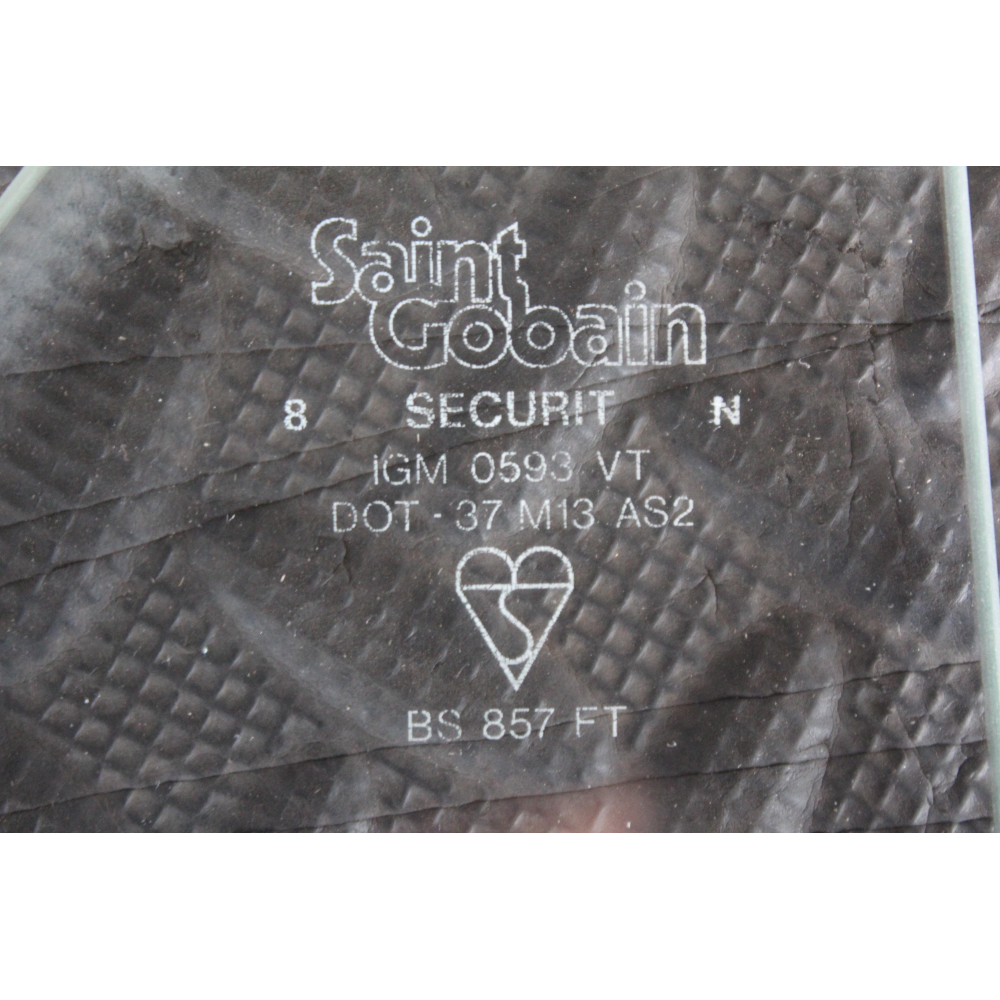 Saint
Gobain
8 SECURIT N
IGM 0593 VT
DOT - 37 M13 AS2
BS 857 FT